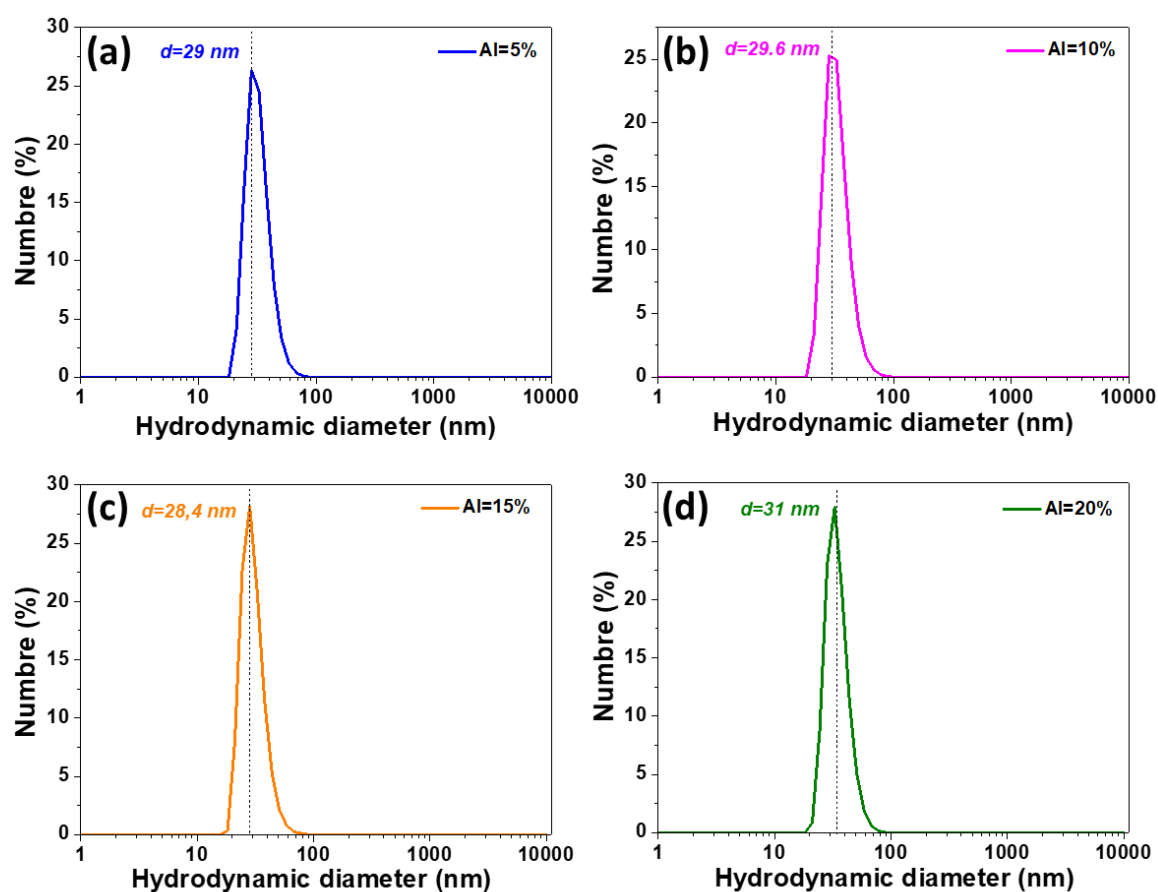 (a) d=29 nm Al=5%
Numbre (%)
30
25
20
15
10
5
0
1 10 100 1000 10000
Hydrodynamic diameter (nm)
(b) d=29.6 nm Al=10%
Numbre (%)
25
20
15
10
5
0
1 10 100 1000 10000
Hydrodynamic diameter (nm)
(c) d=28,4 nm Al=15%
Numbre (%)
30
25
20
15
10
5
0
1 10 100 1000 10000
Hydrodynamic diameter (nm)
(d) d=31 nm Al=20%
Numbre (%)
30
25
20
15
10
5
0
1 10 100 1000 10000
Hydrodynamic diameter (nm)